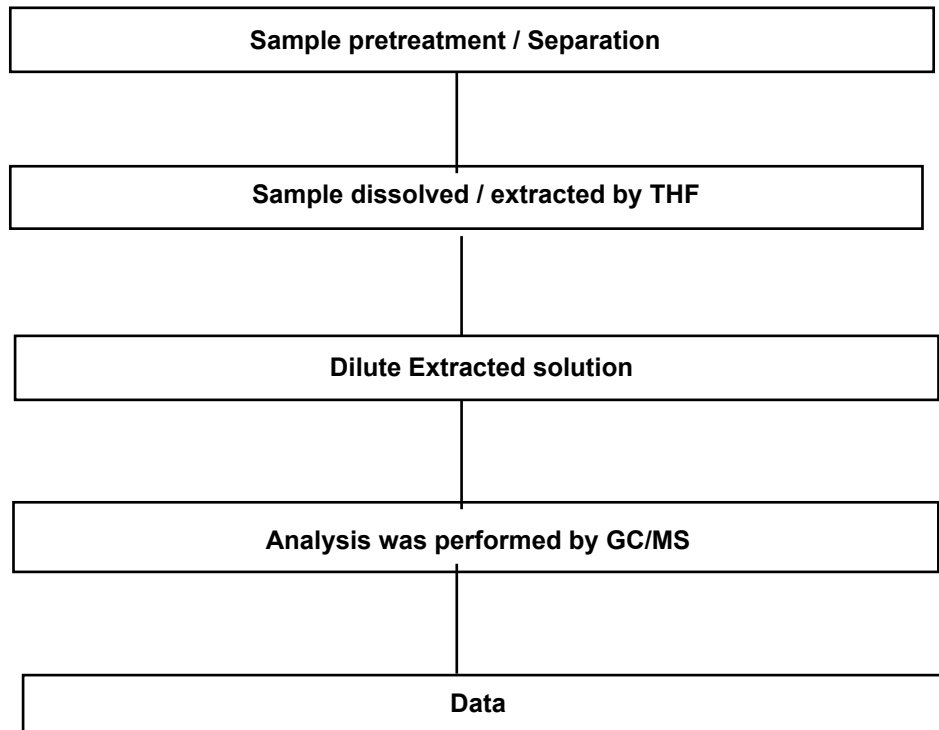 Sample pretreatment / Separation
Sample dissolved / extracted by THF
Dilute Extracted solution
Analysis was performed by GC/MS
Data